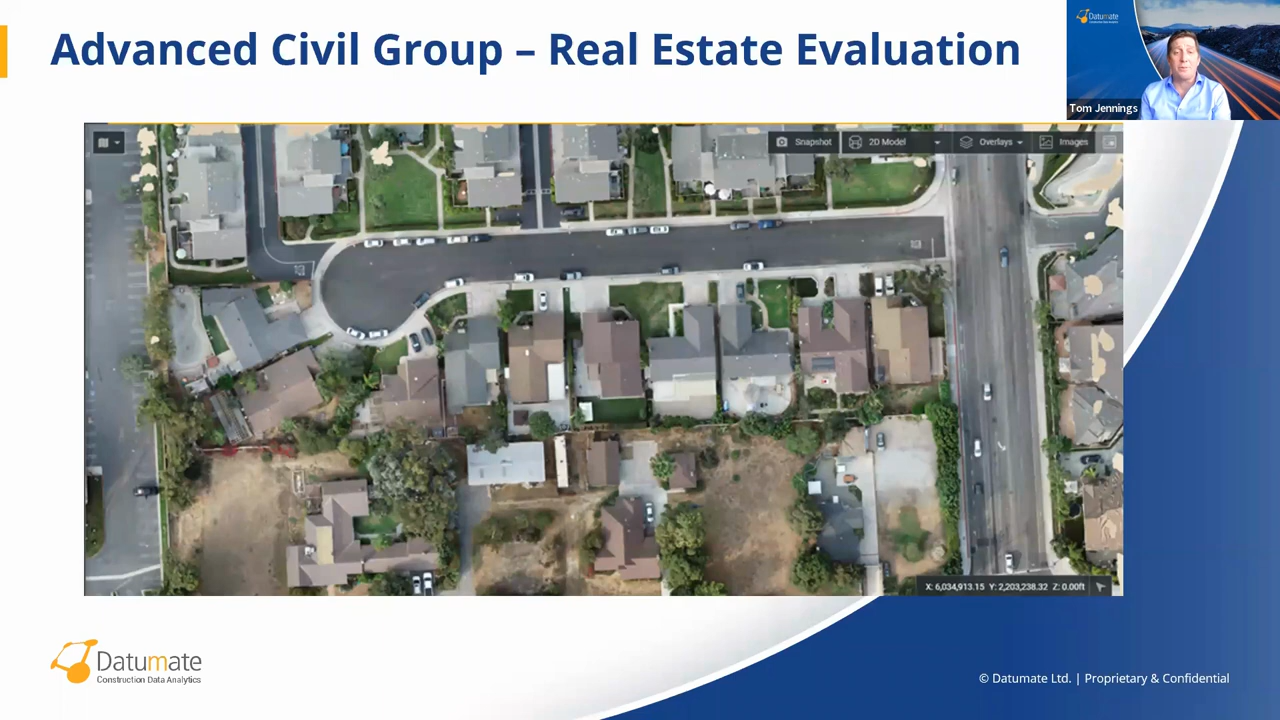 Advanced Civil Group – Real Estate Evaluation
Datumate
Tom Jennings
Snapshot
2D Model
Overlays
Images
X: 6,034,913.15 Y: 2,203,238.32 Z: 0.00ft
Datumate
Construction Data Analytics
© Datumate Ltd. | Proprietary & Confidential